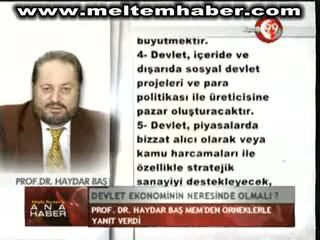 www.meltemhaber.com
büyütmektir.
4- Devlet, içeride ve
dışarıda sosyal devlet
projeleri ve para
politikası ile üreticisine
pazar oluşturacaktır.
5- Devlet, piyasalarda
bizzat alıcı olarak veya
kamu harcamaları ile
özellikle stratejik
sanayiyi destekleyecek,
PROF.DR. HAYDAR BAŞ
DEVLET EKONOMİNİN NERESİNDE OLMALI ?
ANA
HABER
PROF. DR. HAYDAR BAŞ MEM'DEN ÖRNEKLERLE
YANIT VERDİ